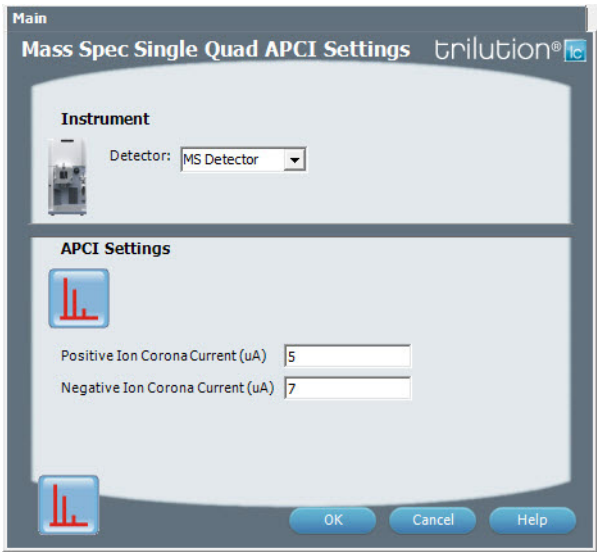 Main
Mass Spec Single Quad APCI Settings trilution® lc
Instrument
Detector: MS Detector
APCI Settings
Positive Ion Corona Current (uA) 5
Negative Ion Corona Current (uA) 7
OK Cancel Help